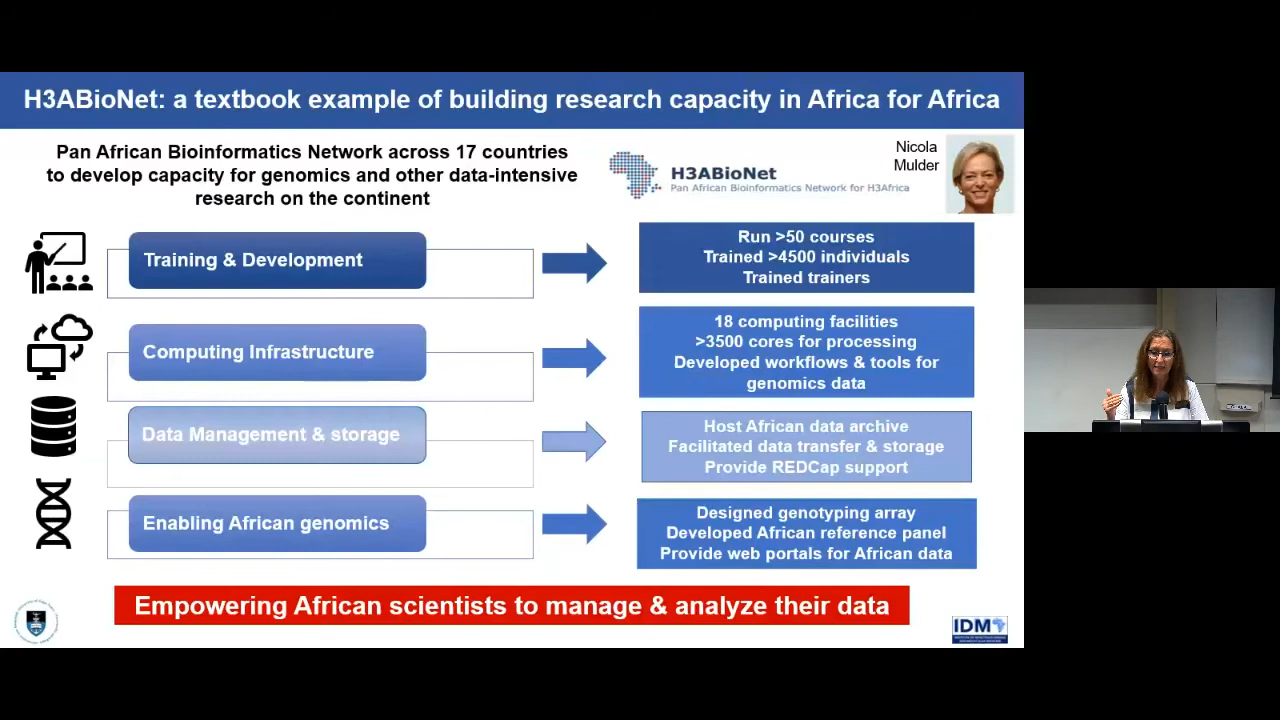 H3ABioNet: a textbook example of building research capacity in Africa for Africa
Pan African Bioinformatics Network across 17 countries
to develop capacity for genomics and other data-intensive
research on the continent
H3ABioNet
Pan African Bioinformatics Network for H3Africa
Nicola
Mulder
Training & Development
Run >50 courses
Trained >4500 individuals
Trained trainers
Computing Infrastructure
18 computing facilities
>3500 cores for processing
Developed workflows & tools for
genomics data
Data Management & storage
Host African data archive
Facilitated data transfer & storage
Provide REDCap support
Enabling African genomics
Designed genotyping array
Developed African reference panel
Provide web portals for African data
Empowering African scientists to manage & analyze their data
IDM